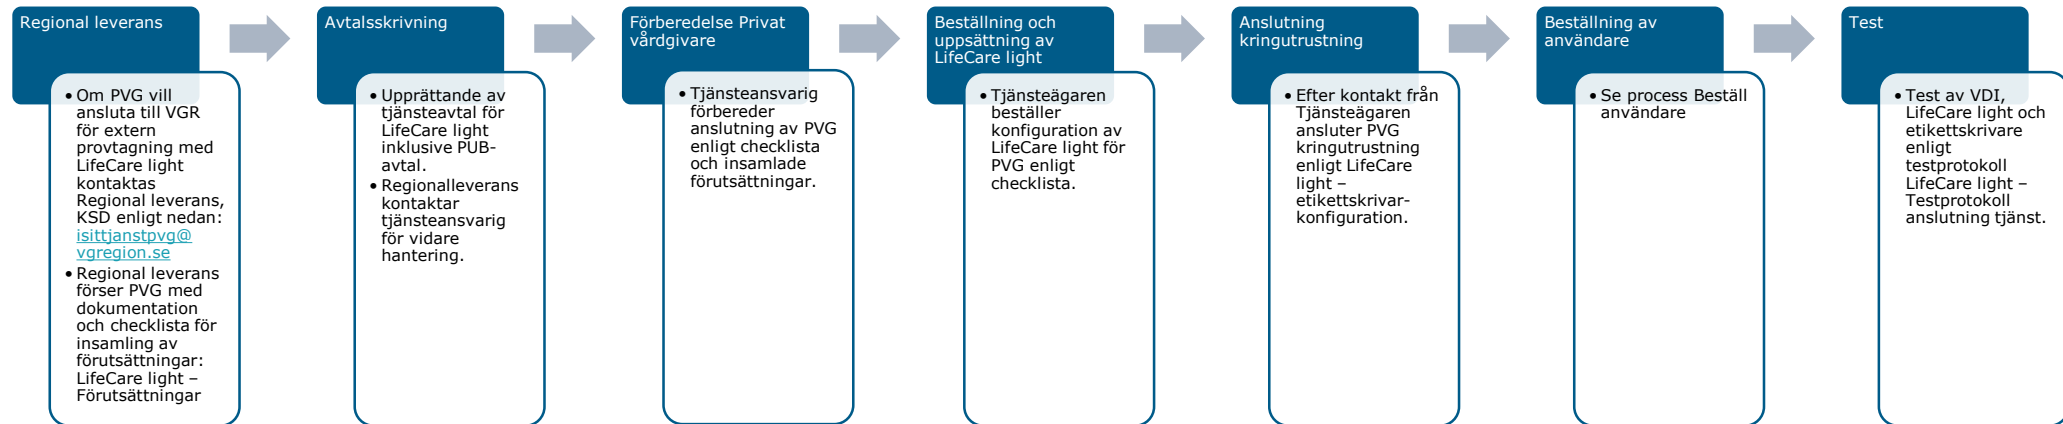 Regional leverans
• Om PVG vill
ansluta till VGR
för extern
provtagning med
LifeCare light
kontaktas
Regional leverans,
KSD enligt nedan:
isittjanstpvg@
vgregion.se
• Regional leverans
förser PVG med
dokumentation
och checklista för
insamling av
förutsättningar:
LifeCare light –
Förutsättningar
Avtalsskrivning
• Upprättande av
tjänsteavtal för
LifeCare light
inklusive PUB-
avtal.
• Regionalleverans
kontaktar
tjänsteansvarig
för vidare
hantering.
Förberedelse Privat
vårdgivare
• Tjänsteansvarig
förbereder
anslutning av PVG
enligt checklista
och insamlade
förutsättningar.
Beställning och
uppsättning av
LifeCare light
• Tjänsteägaren
beställer
konfiguration av
LifeCare light för
PVG enligt
checklista.
Anslutning
kringutrustning
• Efter kontakt från
Tjänsteägaren
ansluter PVG
kringutrustning
enligt LifeCare
light –
etikettskrivar-
konfiguration.
Beställning av
användare
• Se process Beställ
användare
Test
• Test av VDI,
LifeCare light och
etikettskrivare
enligt
testprotokoll
LifeCare light –
Testprotokoll
anslutning tjänst.